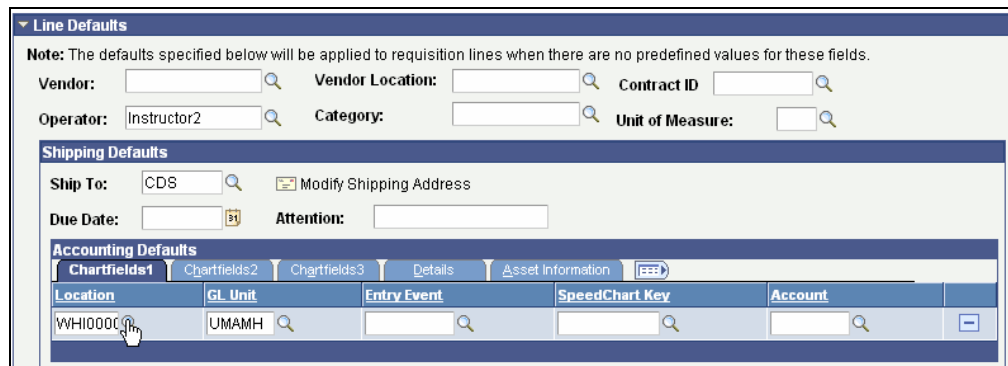 Line Defaults
Note: The defaults specified below will be applied to requisition lines when there are no predefined values for these fields.
Vendor: Vendor Location: Contract ID
Operator: Instructor2 Category: Unit of Measure:
Shipping Defaults
Ship To: CDS Modify Shipping Address
Due Date: 31 Attention:
Accounting Defaults
Chartfields1 Chartfields2 Chartfields3 Details Asset Information
Location GL Unit Entry Event SpeedChart Key Account
WHI000 UMAMH